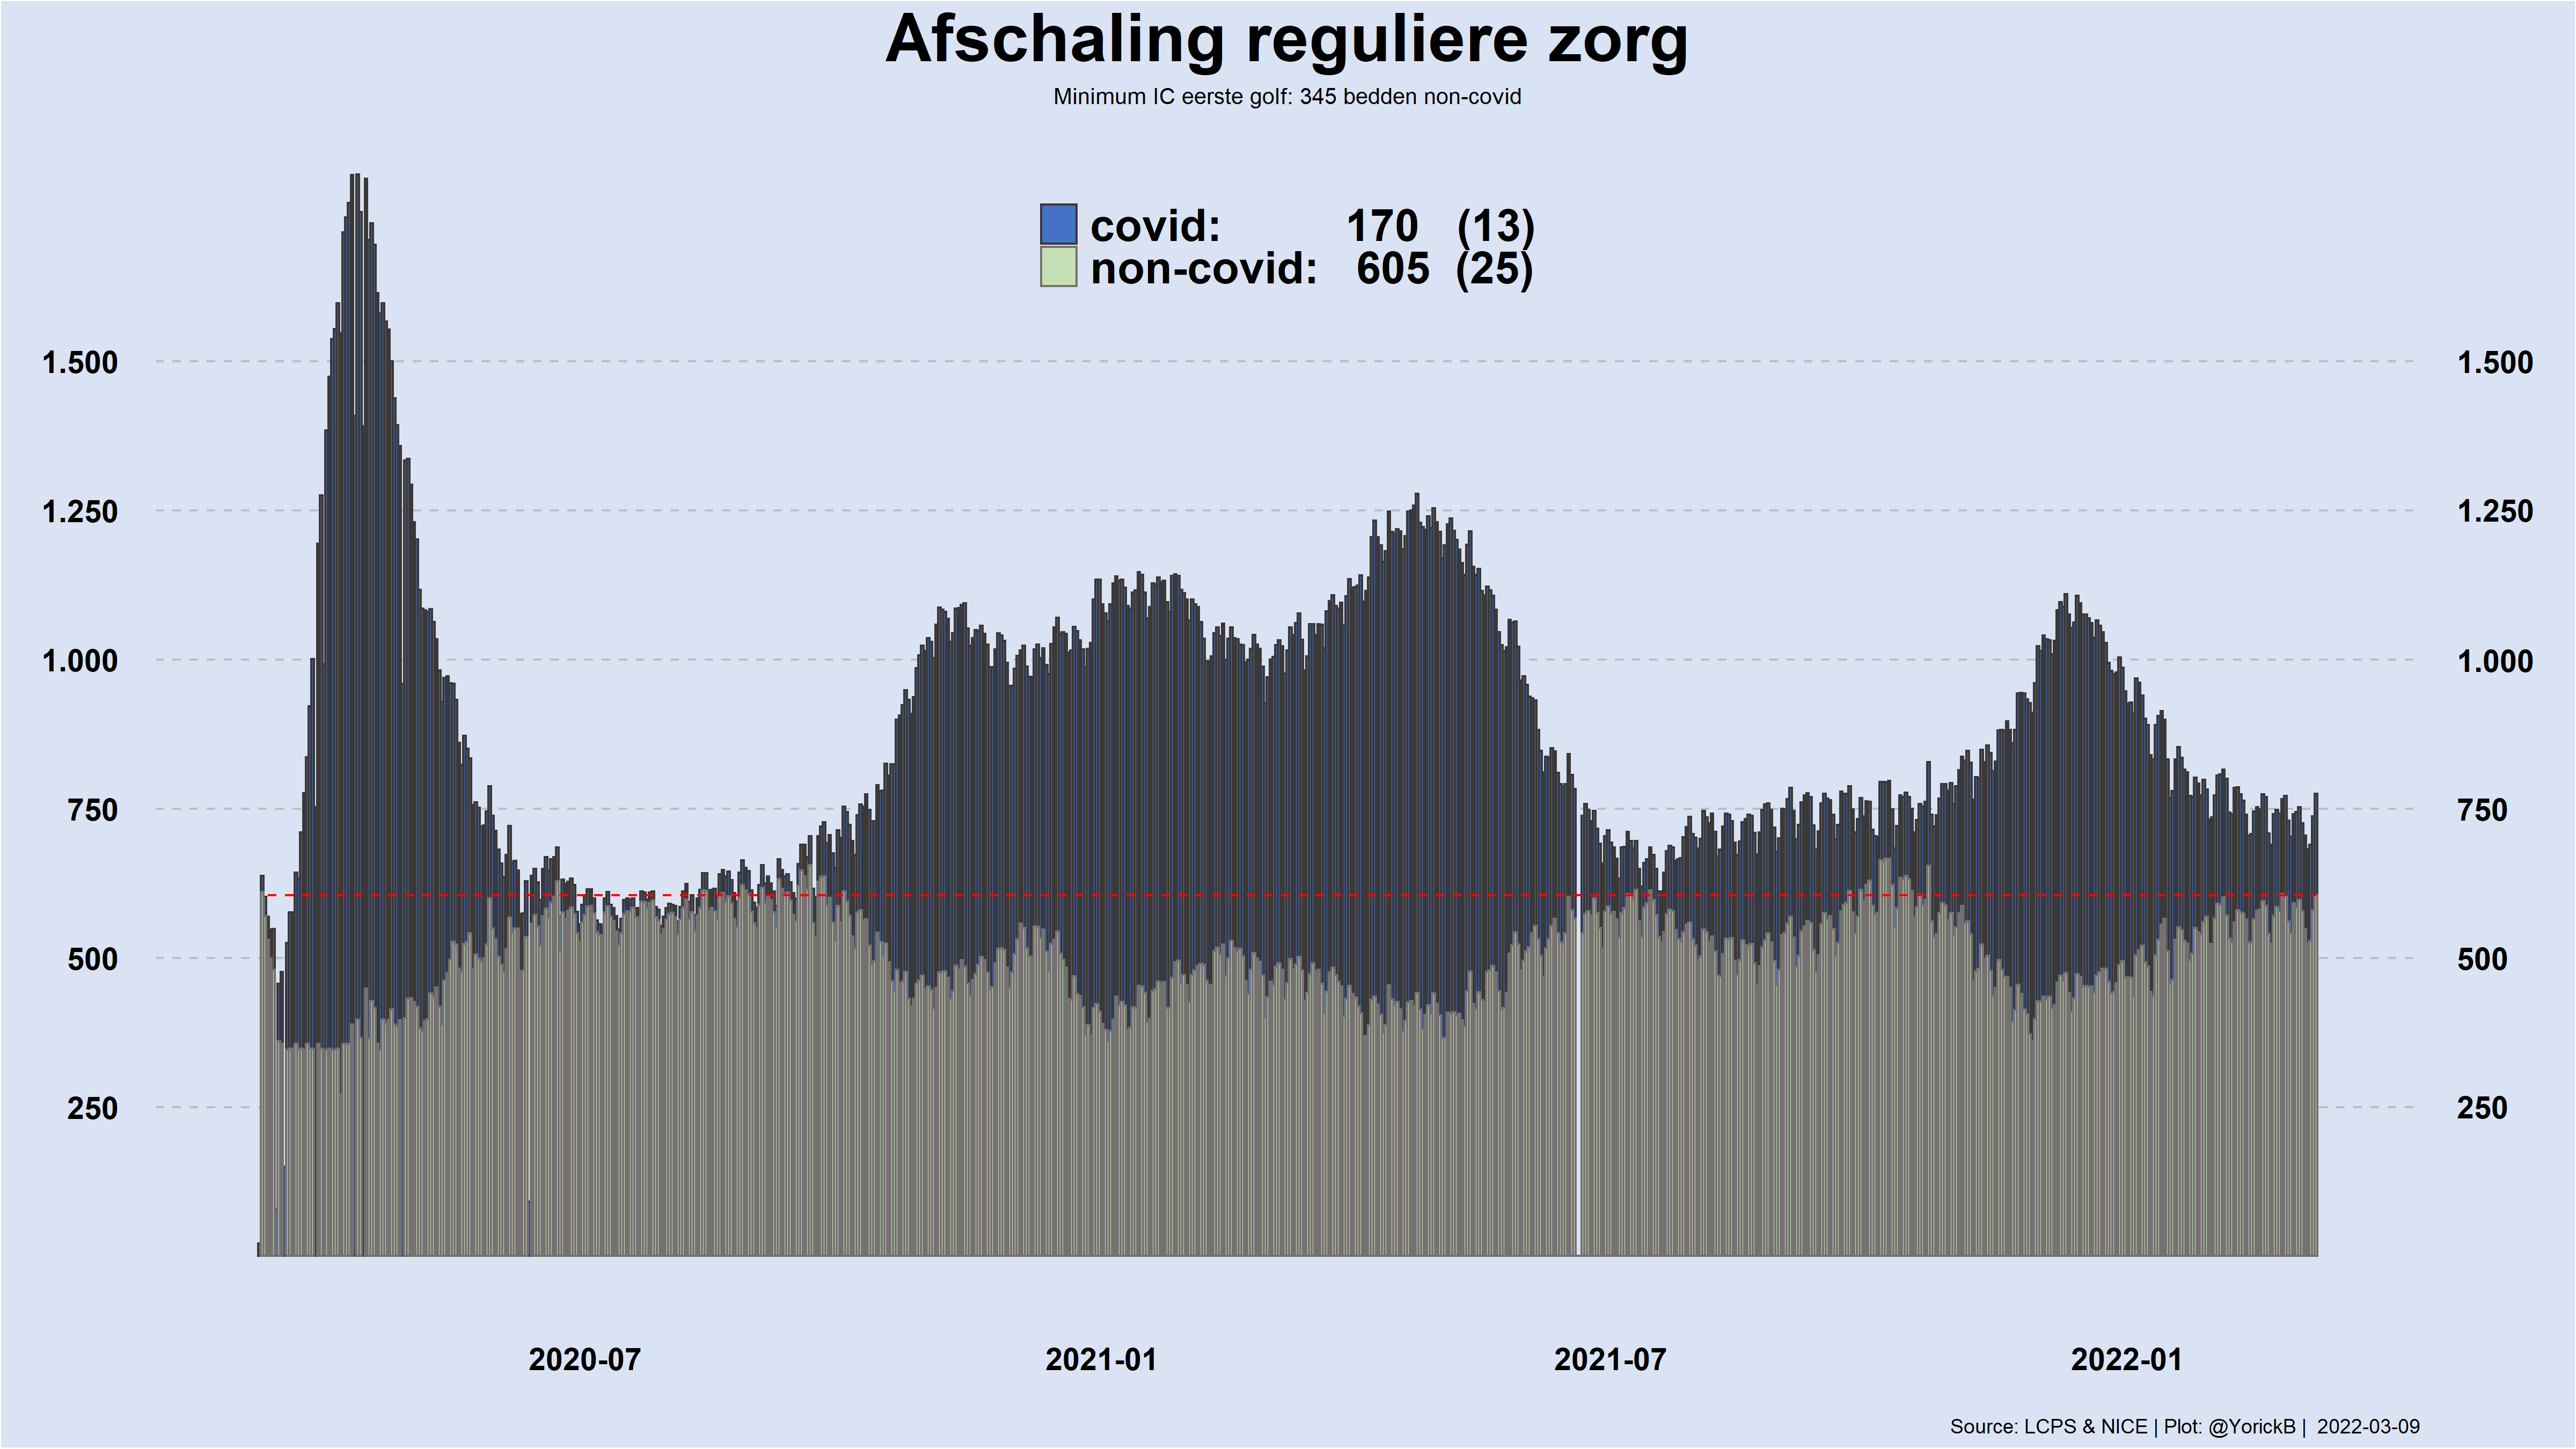 Afschaling reguliere zorg
Minimum IC eerste golf: 345 bedden non-covid
covid: 170 (13)
non-covid: 605 (25)
1.500 1.500
1.250 1.250
1.000 1.000
750 750
500 500
250 250
2020-07 2021-01 2021-07 2022-01
Source: LCPS & NICE | Plot: @YorickB | 2022-03-09